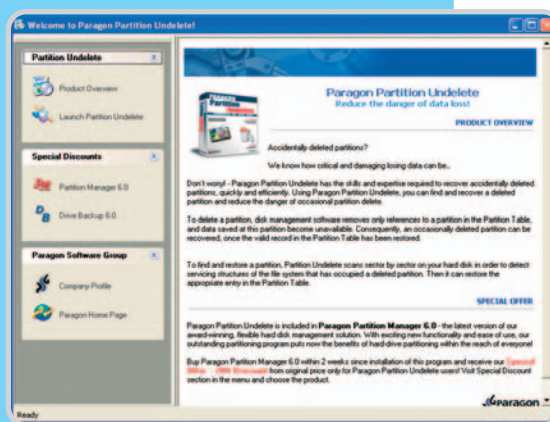 Welcome to Paragon Partition Undelete!
Partition Undelete
Product Overview
Launch Partition Undelete
Special Discounts
Partition Manager 6.0
Drive Backup 6.0
Paragon Software Group
Company Profile
Paragon Home Page
PARAGON
Partition
Paragon Partition Undelete
Reduce the danger of data loss!
PRODUCT OVERVIEW
Accidentally deleted partitions?
We know how critical and damaging losing data can be..
Don't worry! - Paragon Partition Undelete has the skills and expertise required to recover accidentally deleted
partitions, quickly and efficiently. Using Paragon Partition Undelete, you can find and recover a deleted
partition and reduce the danger of occasional partition delete.
To delete a partition, disk management software removes only references to a partition in the Partition Table,
and data saved at this partition become unavailable. Consequently, an occasionally deleted partition can be
recovered, once the valid record in the Partition Table has been restored.
To find and restore a partition, Partition Undelete scans sector by sector on your hard disk in order to detect
servicing structures of the file system that has occupied a deleted partition. Then it can restore the
appropriate entry in the Partition Table.
SPECIAL OFFER
Paragon Partition Undelete is included in Paragon Partition Manager 6.0 - the latest version of our
award-winning, flexible hard disk management solution. With exciting new functionality and ease of use, our
outstanding partitioning program puts now the benefits of hard-drive partitioning within the reach of everyone!
Buy Paragon Partition Manager 6.0 within 2 weeks since installation of this program and receive our Special
from original price only for Paragon Partition Undelete users! Visit Special Discount
section in the menu and choose the product.
Paragon
Ready